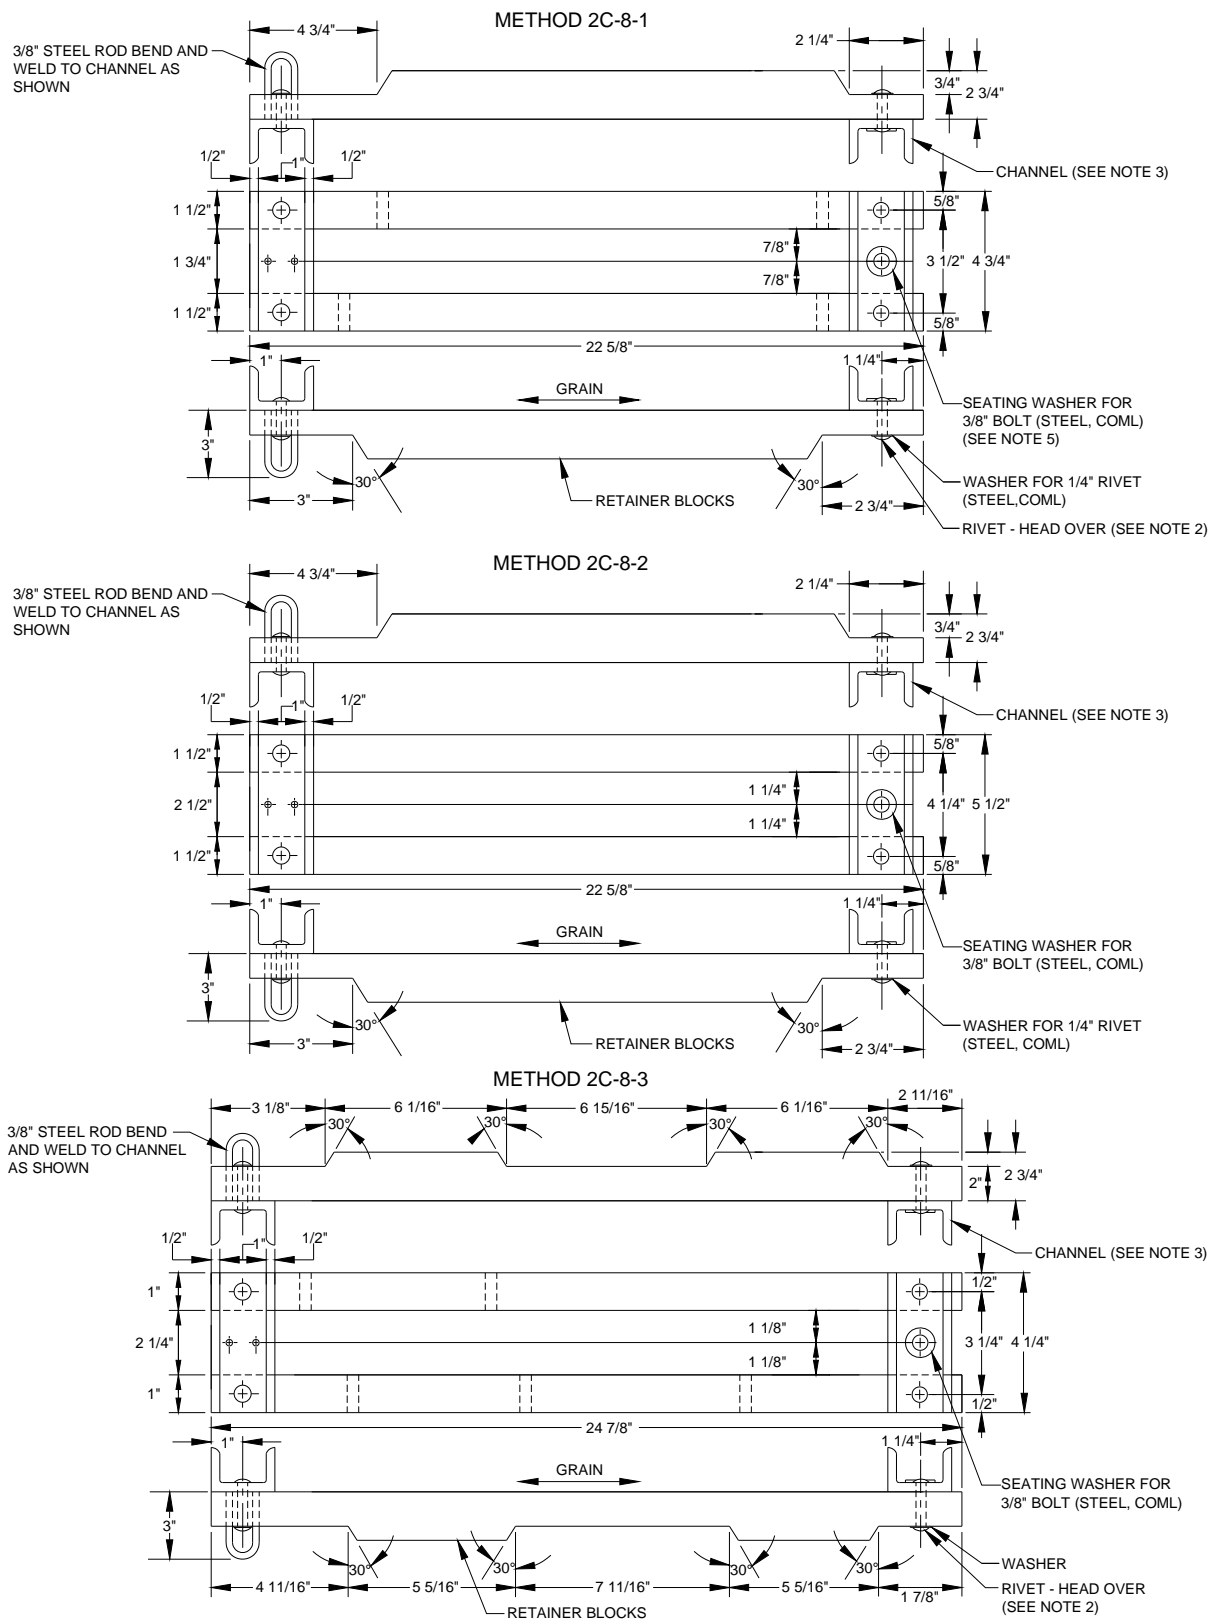 METHOD 2C-8-1
4 3/4"
2 1/4"
3/8" STEEL ROD BEND AND
WELD TO CHANNEL AS
SHOWN
3/4"
2 3/4"
1/2"
1"
1/2"
CHANNEL (SEE NOTE 3)
1 1/2"
5/8"
7/8"
1 3/4"
3 1/2"
4 3/4"
7/8"
1 1/2"
5/8"
22 5/8"
1"
1 1/4"
GRAIN
SEATING WASHER FOR
3/8" BOLT (STEEL, COML)
(SEE NOTE 5)
3"
30°
30°
WASHER FOR 1/4" RIVET
(STEEL,COML)
3"
RETAINER BLOCKS
2 3/4"
RIVET - HEAD OVER (SEE NOTE 2)
METHOD 2C-8-2
4 3/4"
2 1/4"
3/8" STEEL ROD BEND AND
WELD TO CHANNEL AS
SHOWN
3/4"
2 3/4"
1/2"
1"
1/2"
CHANNEL (SEE NOTE 3)
1 1/2"
5/8"
1 1/4"
2 1/2"
4 1/4"
5 1/2"
1 1/4"
1 1/2"
5/8"
22 5/8"
1"
1 1/4"
GRAIN
SEATING WASHER FOR
3/8" BOLT (STEEL, COML)
3"
30°
30°
WASHER FOR 1/4" RIVET
(STEEL, COML)
3"
RETAINER BLOCKS
2 3/4"
METHOD 2C-8-3
3 1/8"
6 1/16"
6 15/16"
6 1/16"
2 11/16"
3/8" STEEL ROD BEND
AND WELD TO CHANNEL
AS SHOWN
30°
30°
30°
30°
2"
2 3/4"
1/2"
1"
1/2"
CHANNEL (SEE NOTE 3)
1"
1/2"
1 1/8"
2 1/4"
3 1/4"
4 1/4"
1 1/8"
1"
1/2"
24 7/8"
1"
1 1/4"
GRAIN
SEATING WASHER FOR
3/8" BOLT (STEEL, COML)
3"
30°
30°
30°
30°
WASHER
4 11/16"
5 5/16"
7 11/16"
5 5/16"
1 7/8"
RIVET - HEAD OVER
(SEE NOTE 2)
RETAINER BLOCKS